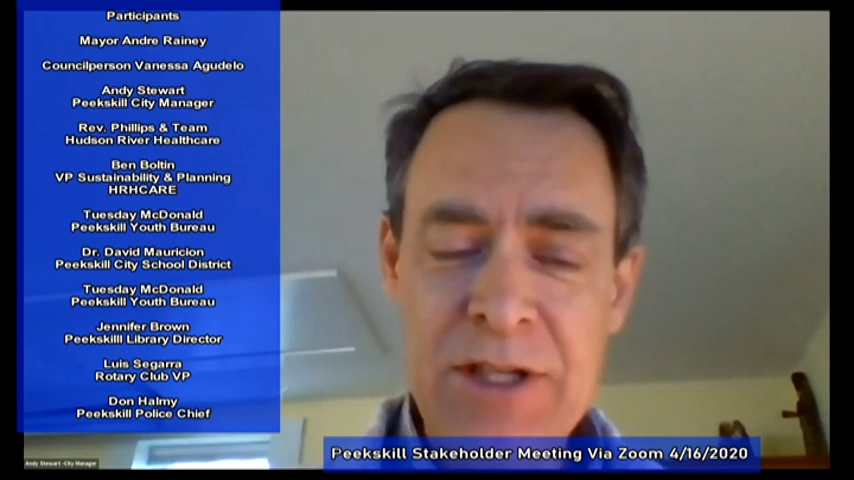 Participants
Mayor Andre Rainey
Councilperson Vanessa Agudelo
Andy Stewart
Peekskill City Manager
Rev. Phillips & Team
Hudson River Healthcare
Ben Boltin
VP Sustainability & Planning
HRHCARE
Tuesday McDonald
Peekskill Youth Bureau
Dr. David Mauricion
Peekskill City School District
Tuesday McDonald
Peekskill Youth Bureau
Jennifer Brown
Peekskilll Library Director
Luis Segarra
Rotary Club VP
Don Halmy
Peekskill Police Chief
Andy Stewart -City Manager
Peekskill Stakeholder Meeting Via Zoom 4/16/2020